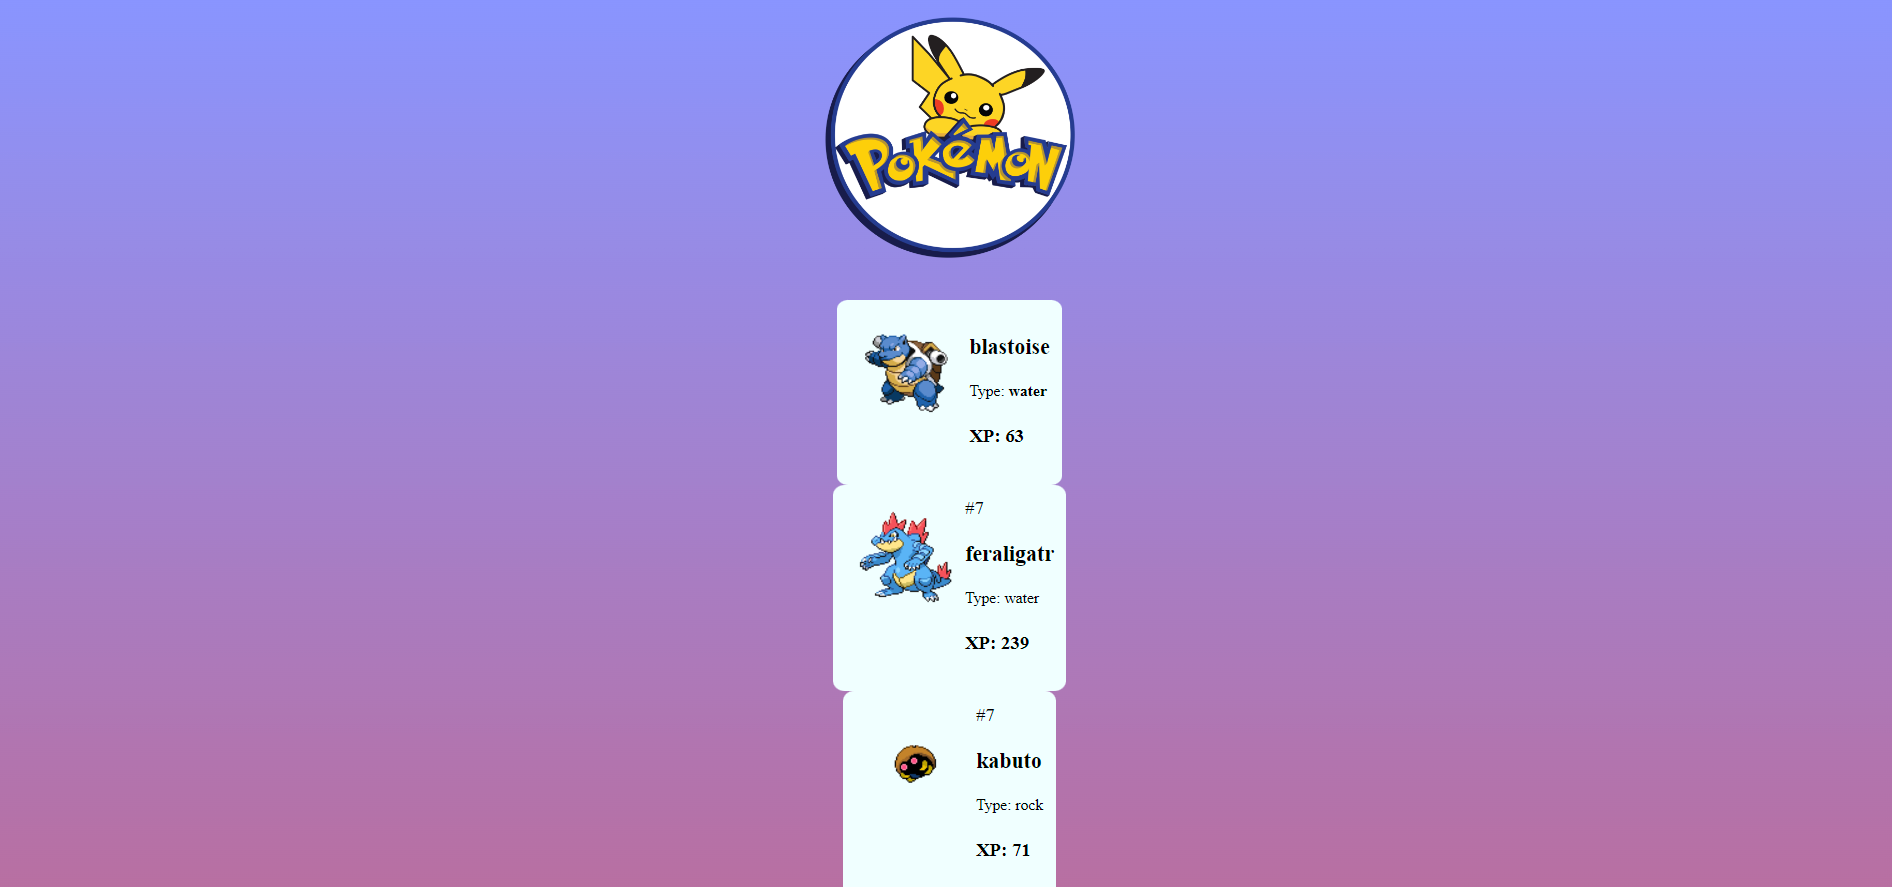 POKéMON
blastoise
Type: water
XP: 63
#7
feraligatr
Type: water
XP: 239
#7
kabuto
Type: rock
XP: 71